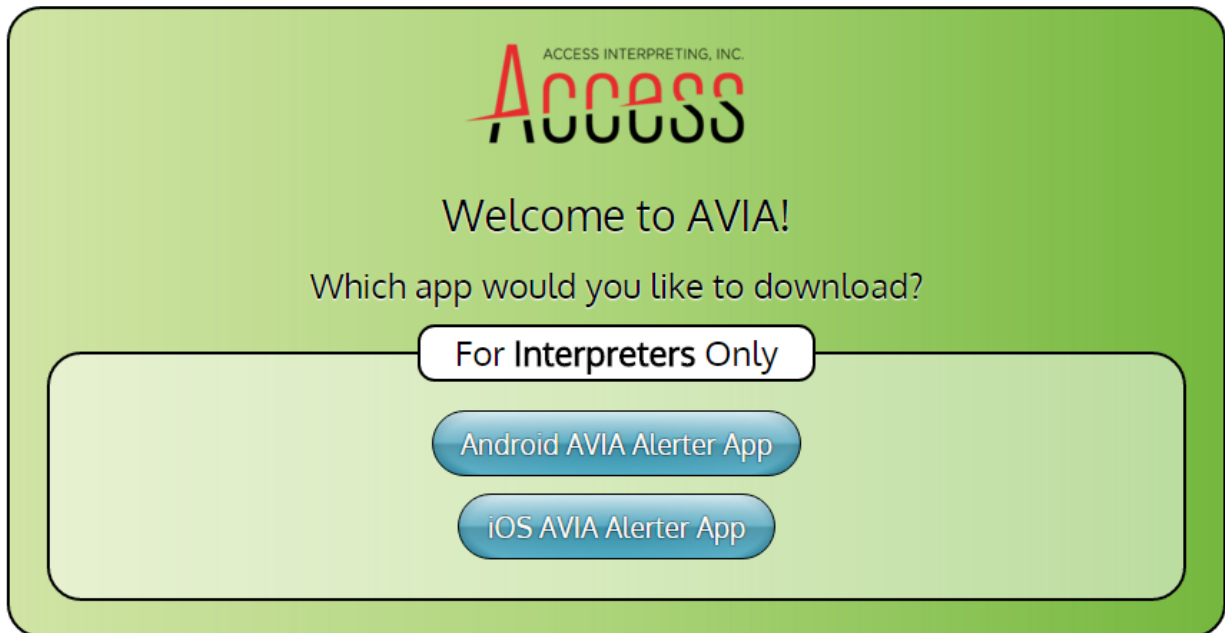 ACCESS INTERPRETING, INC.
Access
Welcome to AVIA!
Which app would you like to download?
For Interpreters Only
Android AVIA Alerter App
iOS AVIA Alerter App